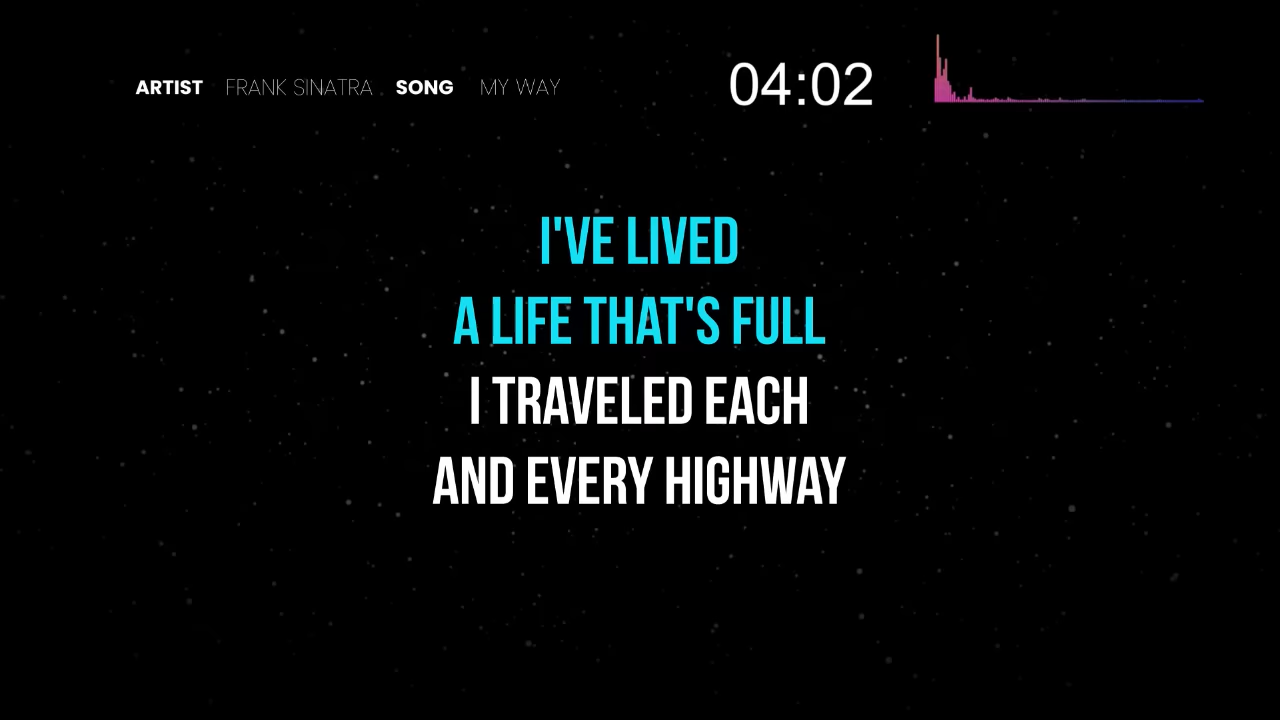 ARTIST FRANK SINATRA SONG MY WAY 04:02
I'VE LIVED
A LIFE THAT'S FULL
I TRAVELED EACH
AND EVERY HIGHWAY